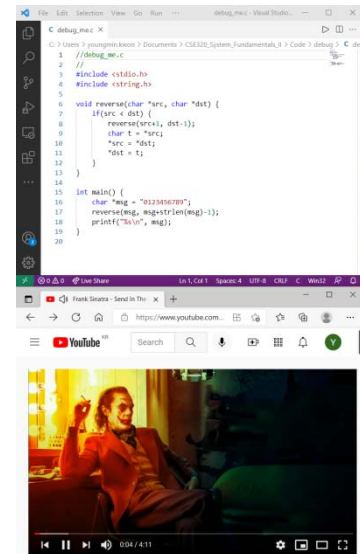 File Edit Selection View Go Run ··· debug_me.c - Visual Studio...
C debug_me.c ×
C: > Users > youngmin.kwon > Documents > CSE320_System_Fundamentals_II > Code > debug > C de
1 //debug_me.c
2 //
3 #include <stdio.h>
4 #include <string.h>
5
6 void reverse(char *src, char *dst) {
7 if(src < dst) {
8 reverse(src+1, dst-1);
9 char t = *src;
10 *src = *dst;
11 *dst = t;
12 }
13 }
14
15 int main() {
16 char *msg = "0123456789";
17 reverse(msg, msg+strlen(msg)-1);
18 printf("%s\n", msg);
19 }
20
0 0 Live Share Ln 1, Col 1 Spaces: 4 UTF-8 CRLF C Win32
Frank Sinatra - Send In The
https://www.youtube.com...
YouTube KR Search Y
0:04 / 4:11